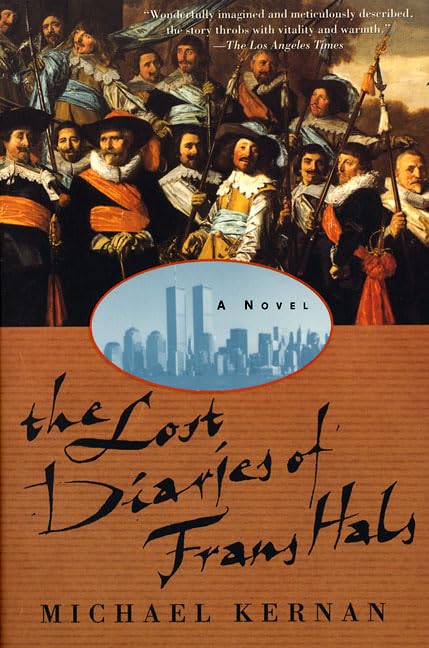 “Wonderfully imagined and meticulously described,
the story throbs with vitality and warmth.”
—The Los Angeles Times
A NOVEL
the Lost
Diaries of
Frans Hals
MICHAEL KERNAN